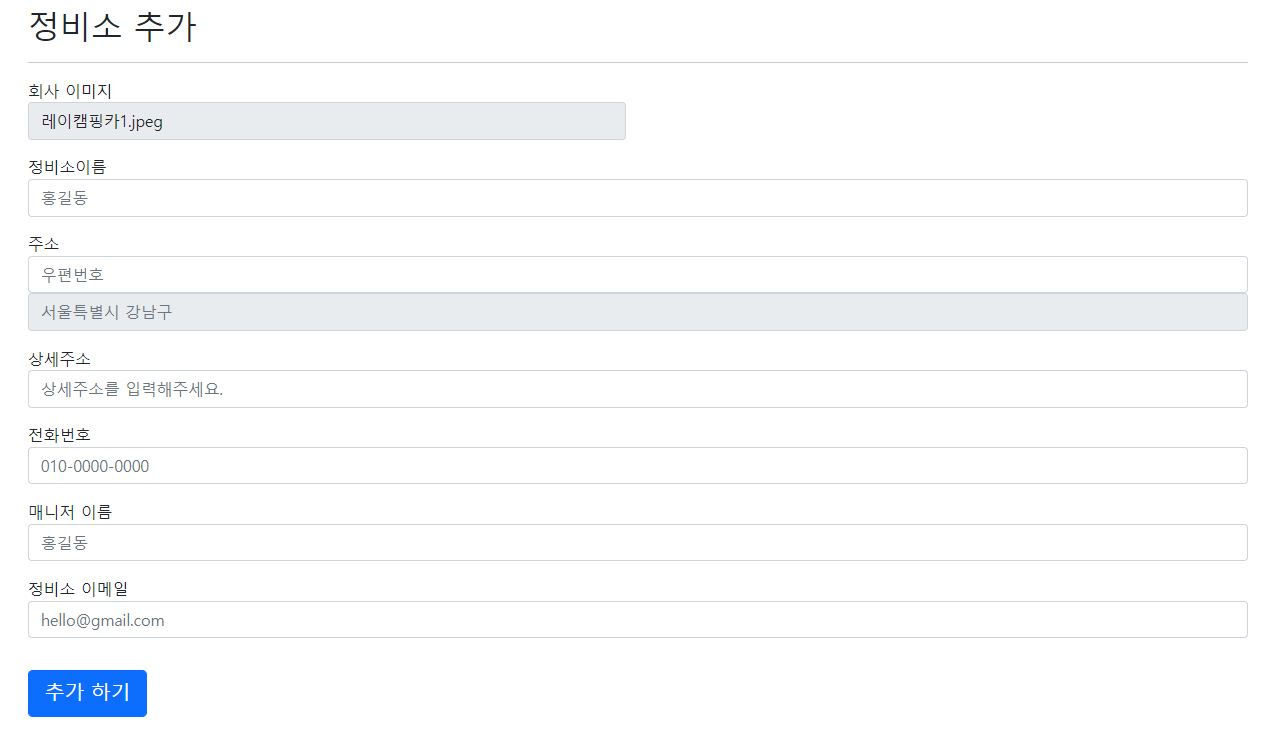 정비소 추가
회사 이미지
레이캠핑카1.jpeg
정비소이름
홍길동
주소
우편번호
서울특별시 강남구
상세주소
상세주소를 입력해주세요.
전화번호
010-0000-0000
매니저 이름
홍길동
정비소 이메일
hello@gmail.com
추가 하기